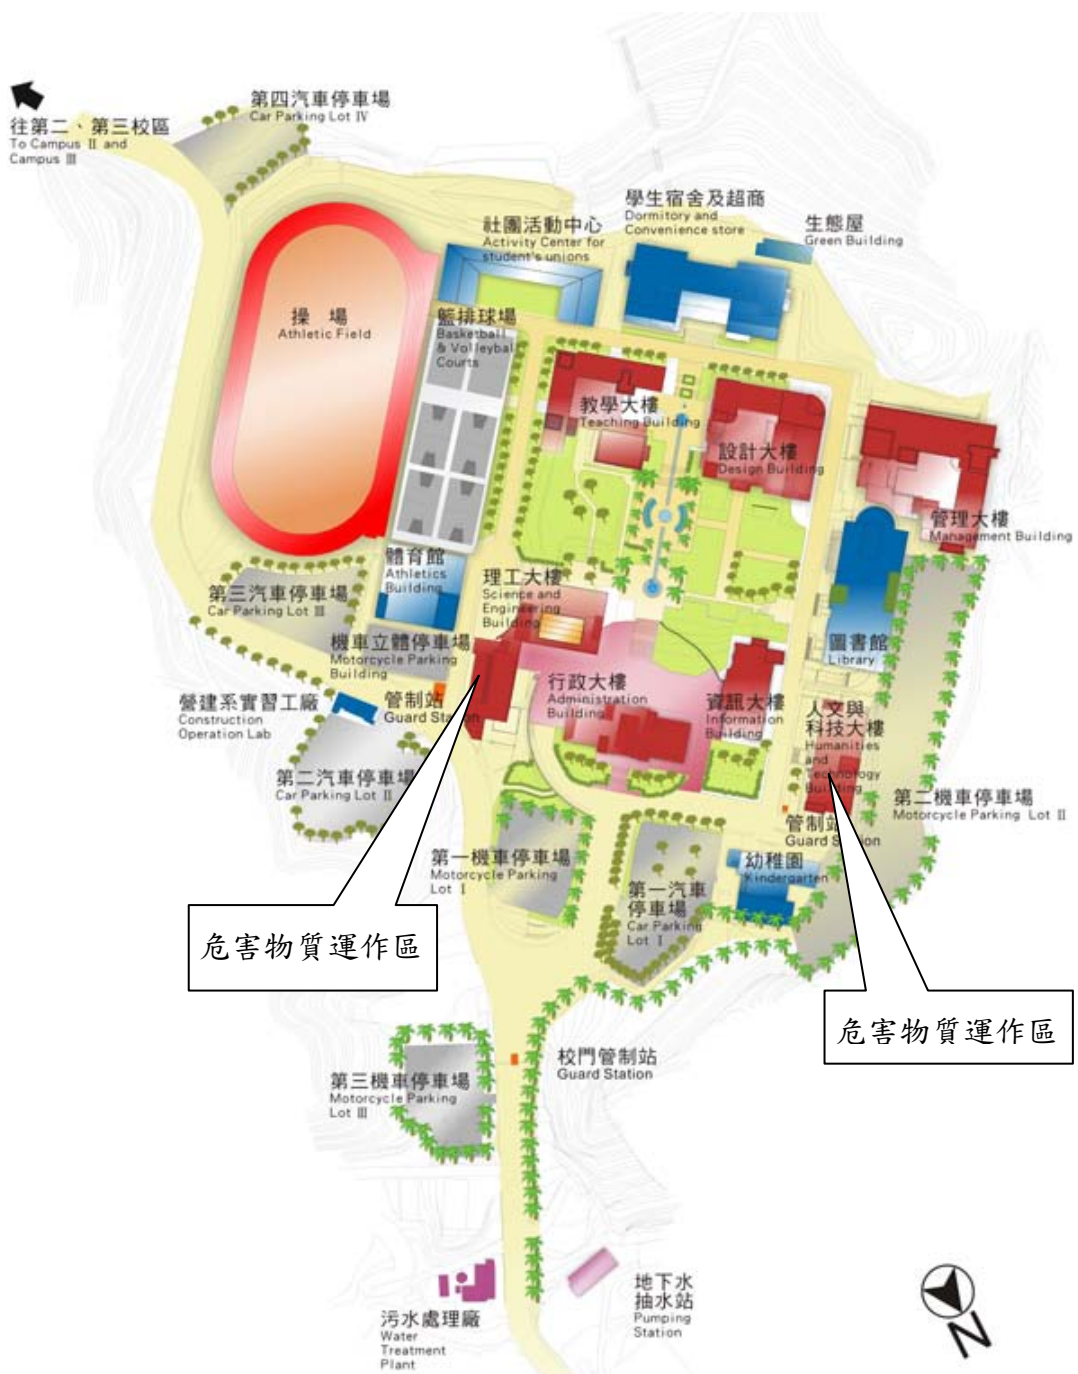 第四汽車停車場
Car Parking Lot Ⅳ
往第二、第三校區
To Campus Ⅱ and
Campus Ⅲ
學生宿舍及超商
Dormitory and
Convenience store
社團活動中心
Activity Center for
student's unions
生態屋
Green Building
操 場
Athletic Field
籃排球場
Basketball
& Volleybal
Courts
教學大樓
Teaching Building
設計大樓
Design Building
管理大樓
Management Building
體育館
Athletics
Building
理工大樓
Science and
Engineering
Building
第三汽車停車場
Car Parking Lot Ⅲ
機車立體停車場
Motorcycle Parking
Building
圖書館
Library
營建系實習工廠
Construction
Operation Lab
管制站
Guard Station
行政大樓
Administration
Building
資訊大樓
Information
Building
人文與
科技大樓
Humanities
and
Technology
Building
第二汽車停車場
Car Parking Lot Ⅱ
第二機車停車場
Motorcycle Parking Lot Ⅱ
管制站
Guard Station
第一機車停車場
Motorcycle Parking
Lot Ⅰ
幼稚園
Kindergarten
第一汽車
停車場
Car Parking
Lot Ⅰ
危害物質運作區
危害物質運作區
校門管制站
Guard Station
第三機車停車場
Motorcycle Parking
Lot Ⅲ
污水處理廠
Water
Treatment
Plant
地下水
抽水站
Pumping
Station
N